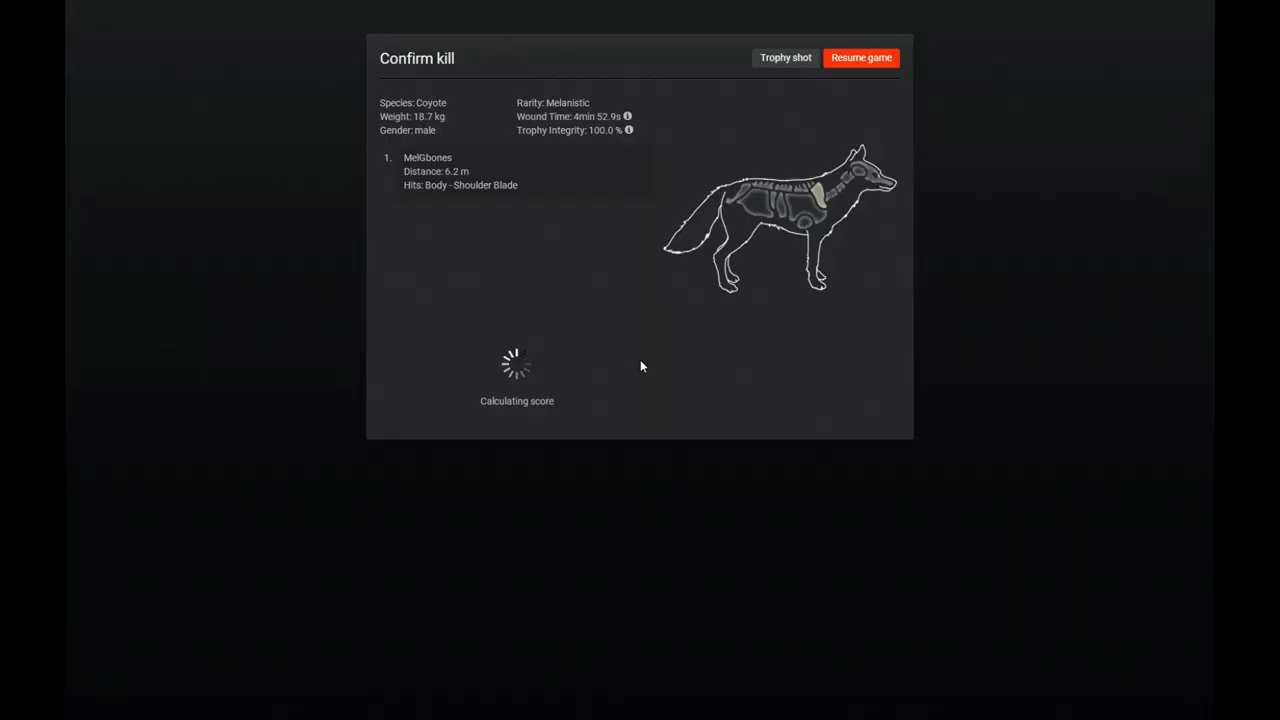 Confirm kill
Trophy shot
Resume game
Species: Coyote
Rarity: Melanistic
Weight: 18.7 kg
Wound Time: 4min 52.9s
Gender: male
Trophy Integrity: 100.0 %
1. MelGbones
Distance: 6.2 m
Hits: Body - Shoulder Blade
Calculating score